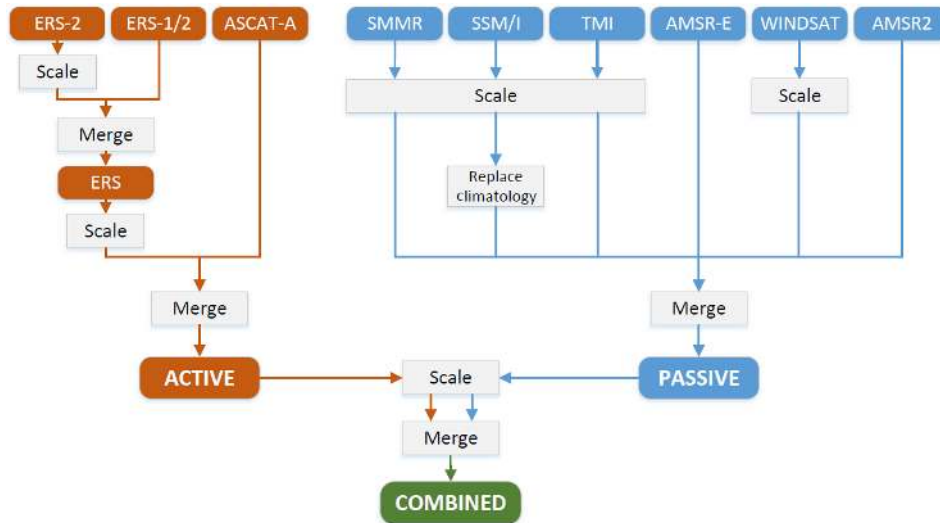 ERS-2
ERS-1/2
ASCAT-A
SMMR
SSM/I
TMI
AMSR-E
WINDSAT
AMSR2
Scale
Scale
Scale
Merge
Replace
climatology
ERS
Scale
Merge
Merge
ACTIVE
Scale
PASSIVE
Merge
COMBINED